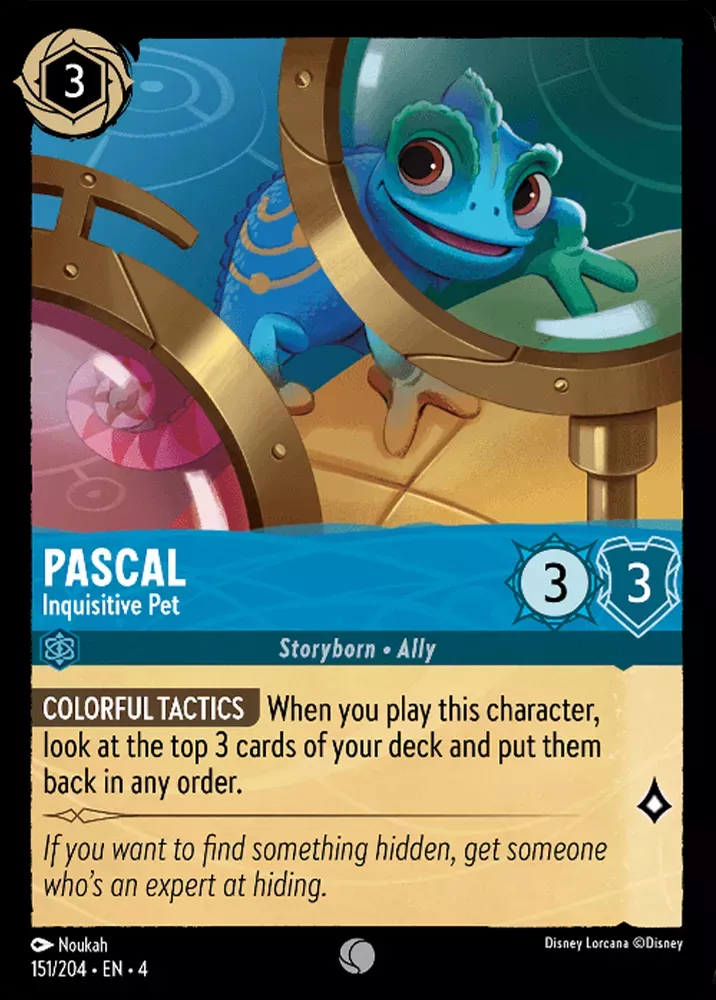 3
PASCAL
Inquisitive Pet
3 3
Storyborn • Ally
COLORFUL TACTICS When you play this character,
look at the top 3 cards of your deck and put them
back in any order.
If you want to find something hidden, get someone
who's an expert at hiding.
Noukah
Disney Lorcana ©Disney
151/204 • EN • 4